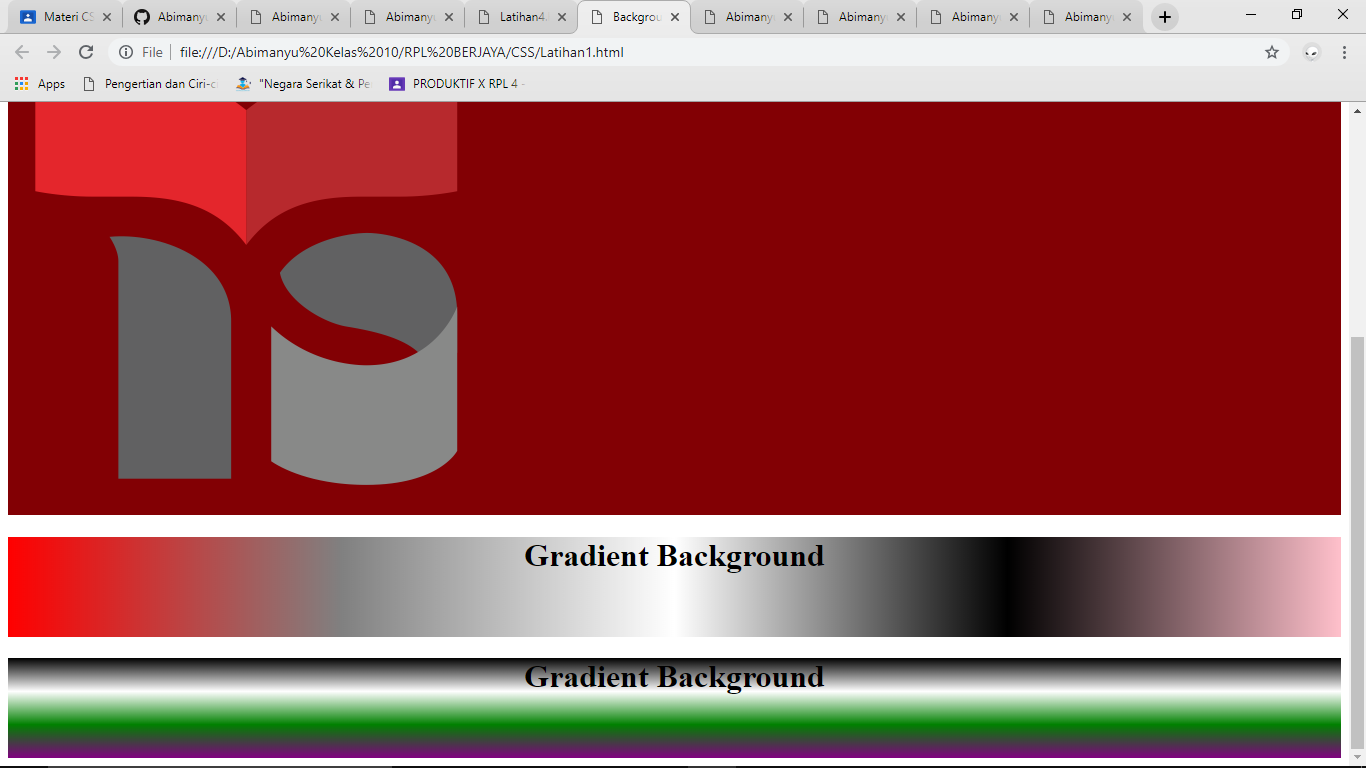 Materi CS Abimanyu Abimanyu Abimanyu Latihan4. Backgrou Abimanyu Abimanyu Abimanyu Abimanyu
File file:///D:/Abimanyu%20Kelas%2010/RPL%20BERJAYA/CSS/Latihan1.html
Apps Pengertian dan Ciri-c "Negara Serikat & Pe PRODUKTIF X RPL 4 -
Gradient Background
Gradient Background